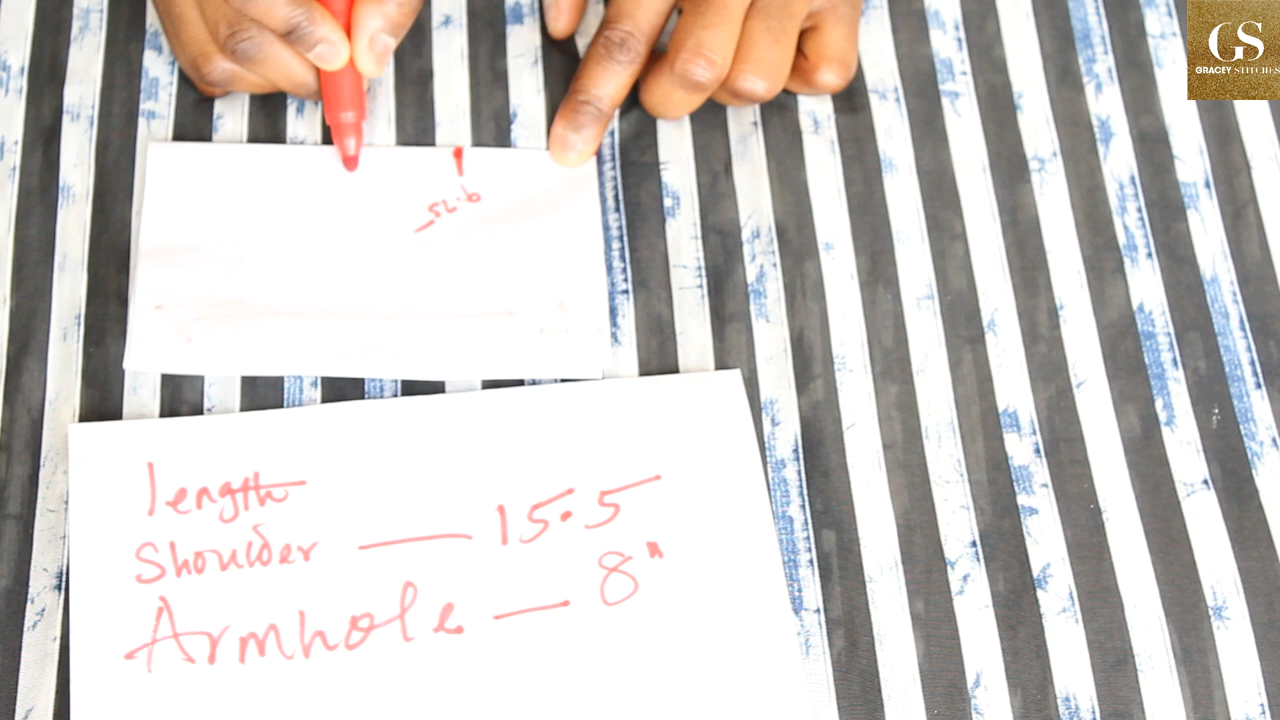 GS
GRACEY STITCHES
length
Shoulder — 15.5
Armhole — 8"